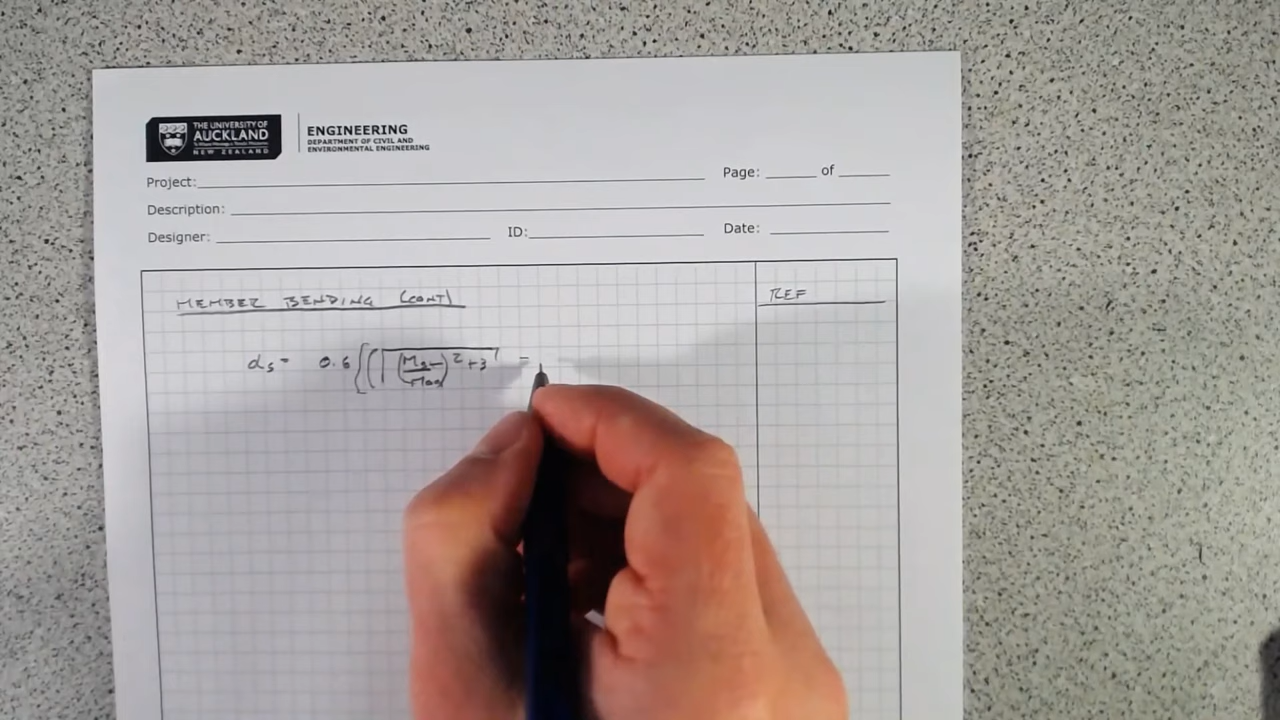 THE UNIVERSITY OF
AUCKLAND
NEW ZEALAND
ENGINEERING
DEPARTMENT OF CIVIL AND
ENVIRONMENTAL ENGINEERING
Project:
Page: of
Description:
Designer: ID: Date:
MEMBER BENDING (CONT) REF
αs = 0.6 [(√(Ms/Moa)² + 3 -